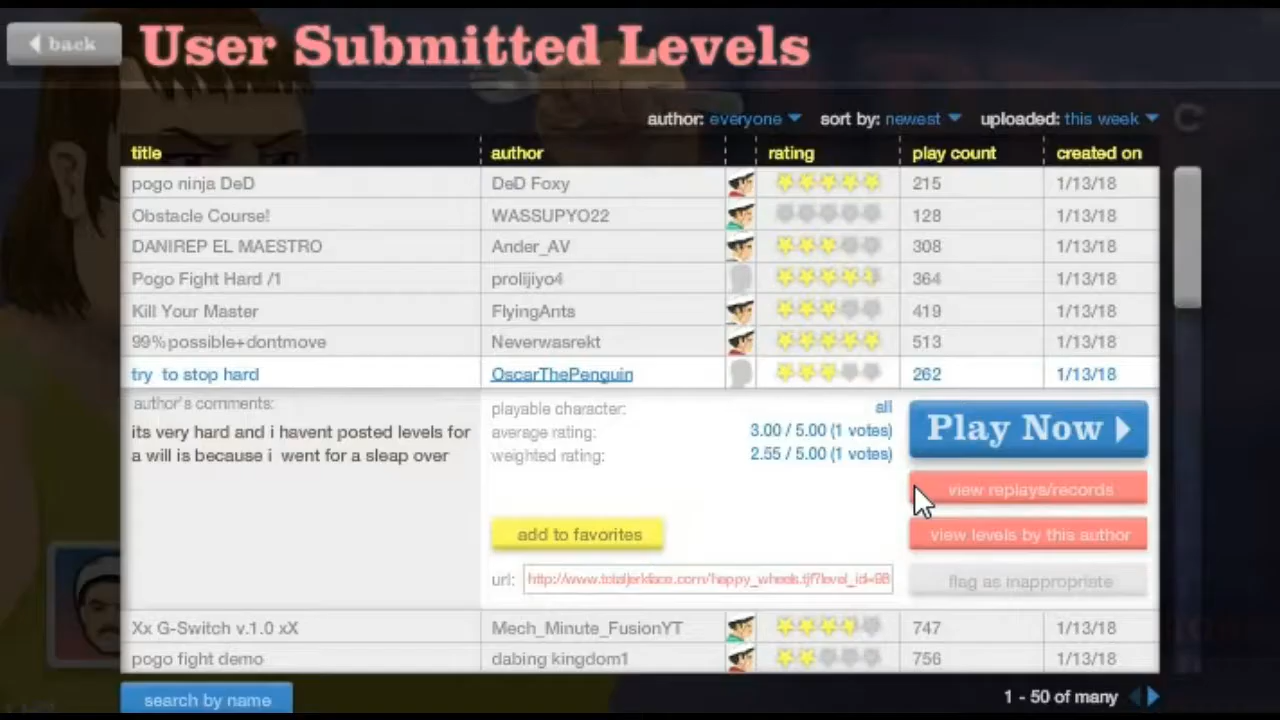 back
User Submitted Levels
author: everyone sort by: newest uploaded: this week
title author rating play count created on
pogo ninja DeD DeD Foxy 215 1/13/18
Obstacle Course! WASSUPYO22 128 1/13/18
DANIREP EL MAESTRO Ander_AV 308 1/13/18
Pogo Fight Hard /1 prolijiyo4 364 1/13/18
Kill Your Master FlyingAnts 419 1/13/18
99%possible+dontmove Neverwasrekt 513 1/13/18
try to stop hard OscarThePenguin 262 1/13/18
author's comments:
its very hard and i havent posted levels for
a will is because i went for a sleap over
playable character: all
average rating: 3.00 / 5.00 (1 votes)
weighted rating: 2.55 / 5.00 (1 votes)
Play Now
view replays/records
add to favorites
view levels by this author
url: http://www.totaljerkface.com/happy_wheels.tjf?level_id=98
flag as inappropriate
Xx G-Switch v.1.0 xX Mech_Minute_FusionYT 747 1/13/18
pogo fight demo dabing kingdom1 756 1/13/18
search by name
1 - 50 of many